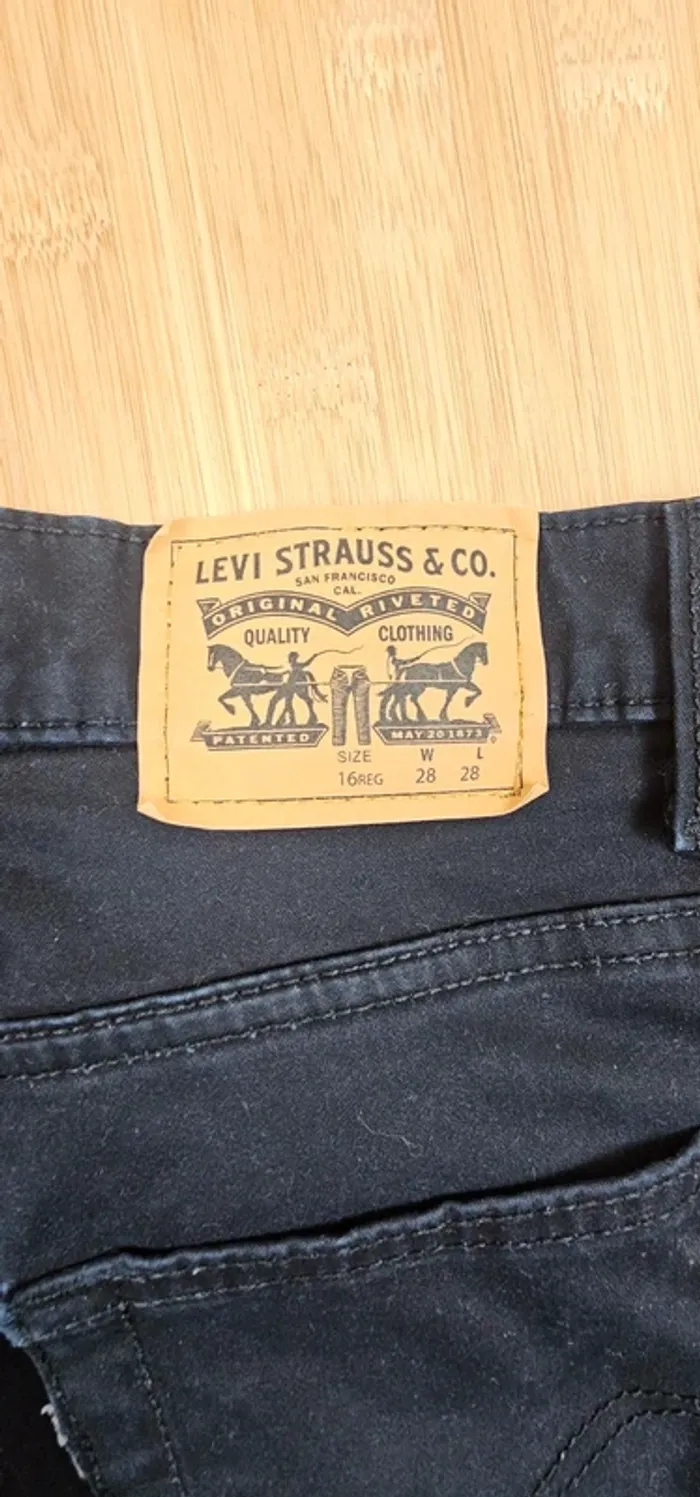 LEVI STRAUSS & CO.
SAN FRANCISCO
CAL.
ORIGINAL RIVETED
QUALITY CLOTHING
PATENTED MAY 20 1873
SIZE W L
16REG 28 28